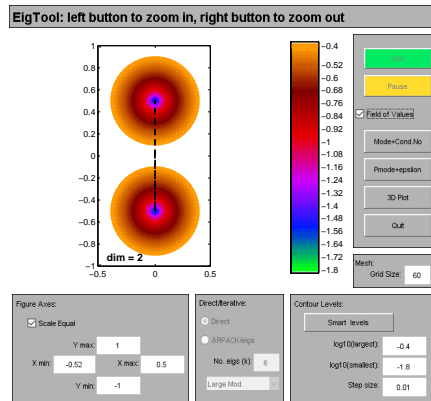 EigTool: left button to zoom in, right button to zoom out
1
0.8
0.6
0.4
0.2
0
−0.2
−0.4
−0.6
−0.8
−1
−0.5
0
0.5
dim = 2
−0.4
−0.52
−0.6
−0.68
−0.76
−0.84
−0.92
−1
−1.08
−1.16
−1.24
−1.32
−1.4
−1.48
−1.56
−1.64
−1.72
−1.8
Pause
Field of Values
Mode+Cond.No
Pmode+epsilon
3D Plot
Quit
Mesh:
Grid Size: 60
Figure Axes:
Scale Equal
Y max: 1
X min: -0.52 X max: 0.5
Y min: -1
Direct/Iterative:
Direct
ARPACK/eigs
No. eigs (k): 6
Large Mod.
Contour Levels:
Smart levels
log10(largest): -0.4
log10(smallest): -1.8
Step size: 0.01